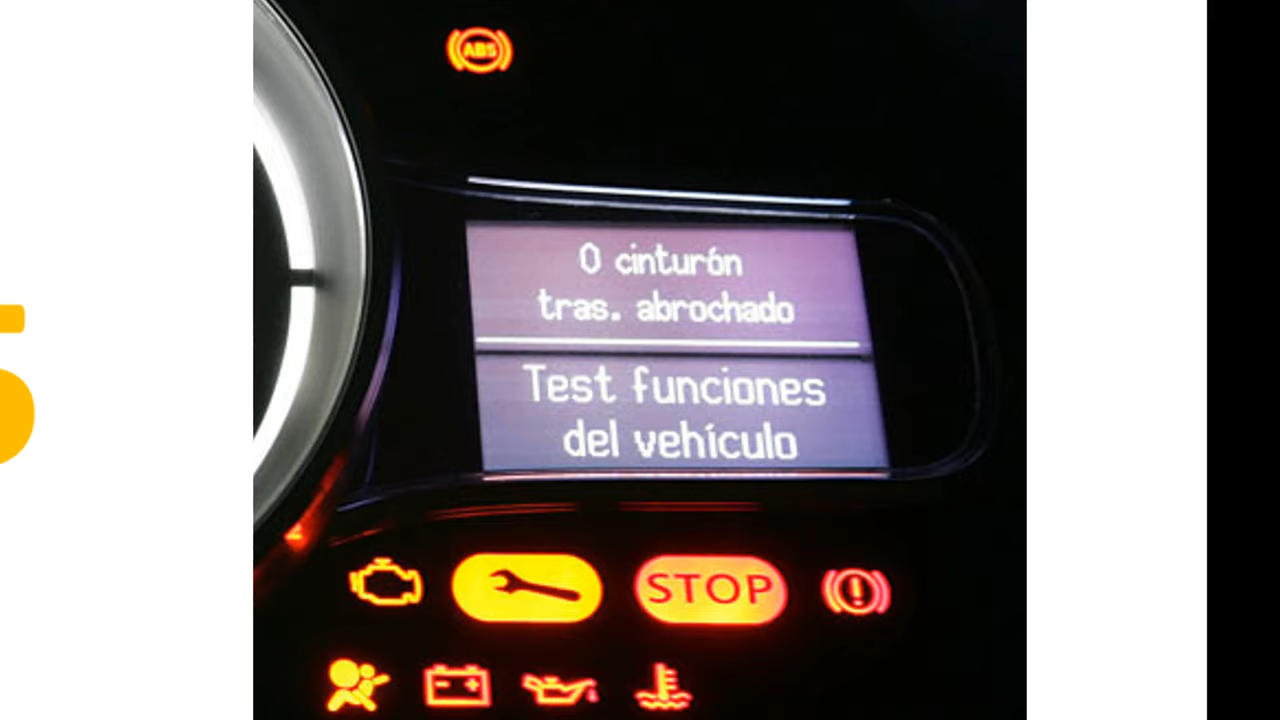 ABS
0 cinturón
tras. abrochado
Test funciones
del vehículo
STOP